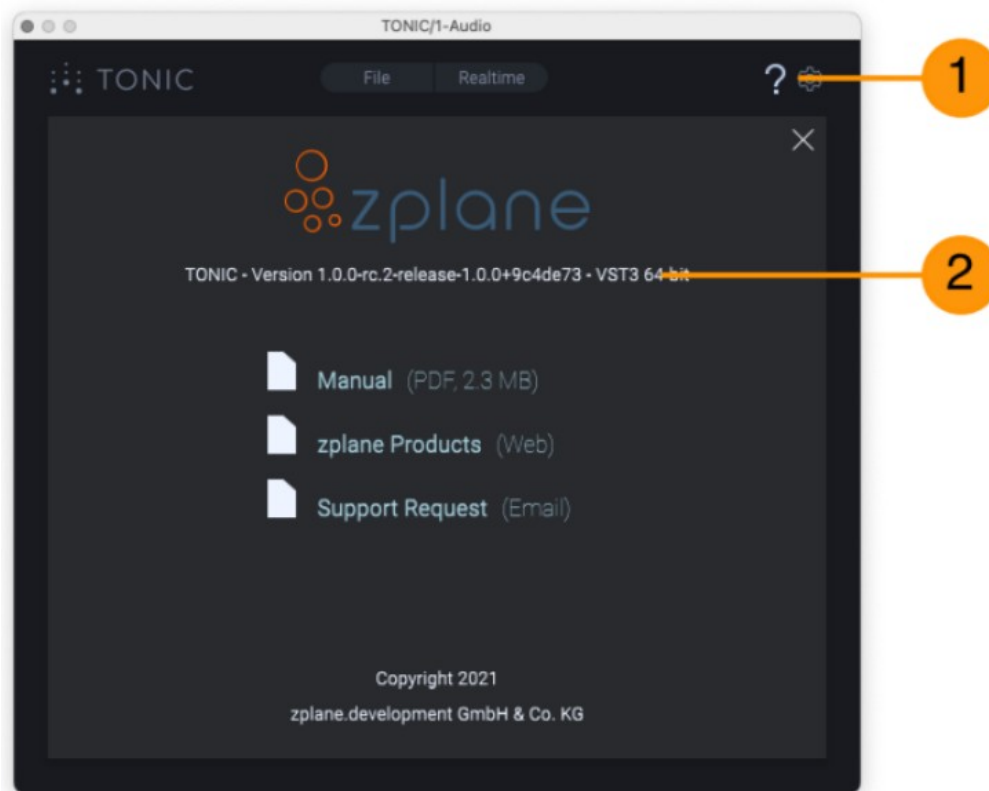 TONIC/1-Audio
TONIC File Realtime ? 1
zplane
TONIC - Version 1.0.0-rc.2-release-1.0.0+9c4de73 - VST3 64-bit 2
Manual (PDF, 2.3 MB)
zplane Products (Web)
Support Request (Email)
Copyright 2021
zplane.development GmbH & Co. KG